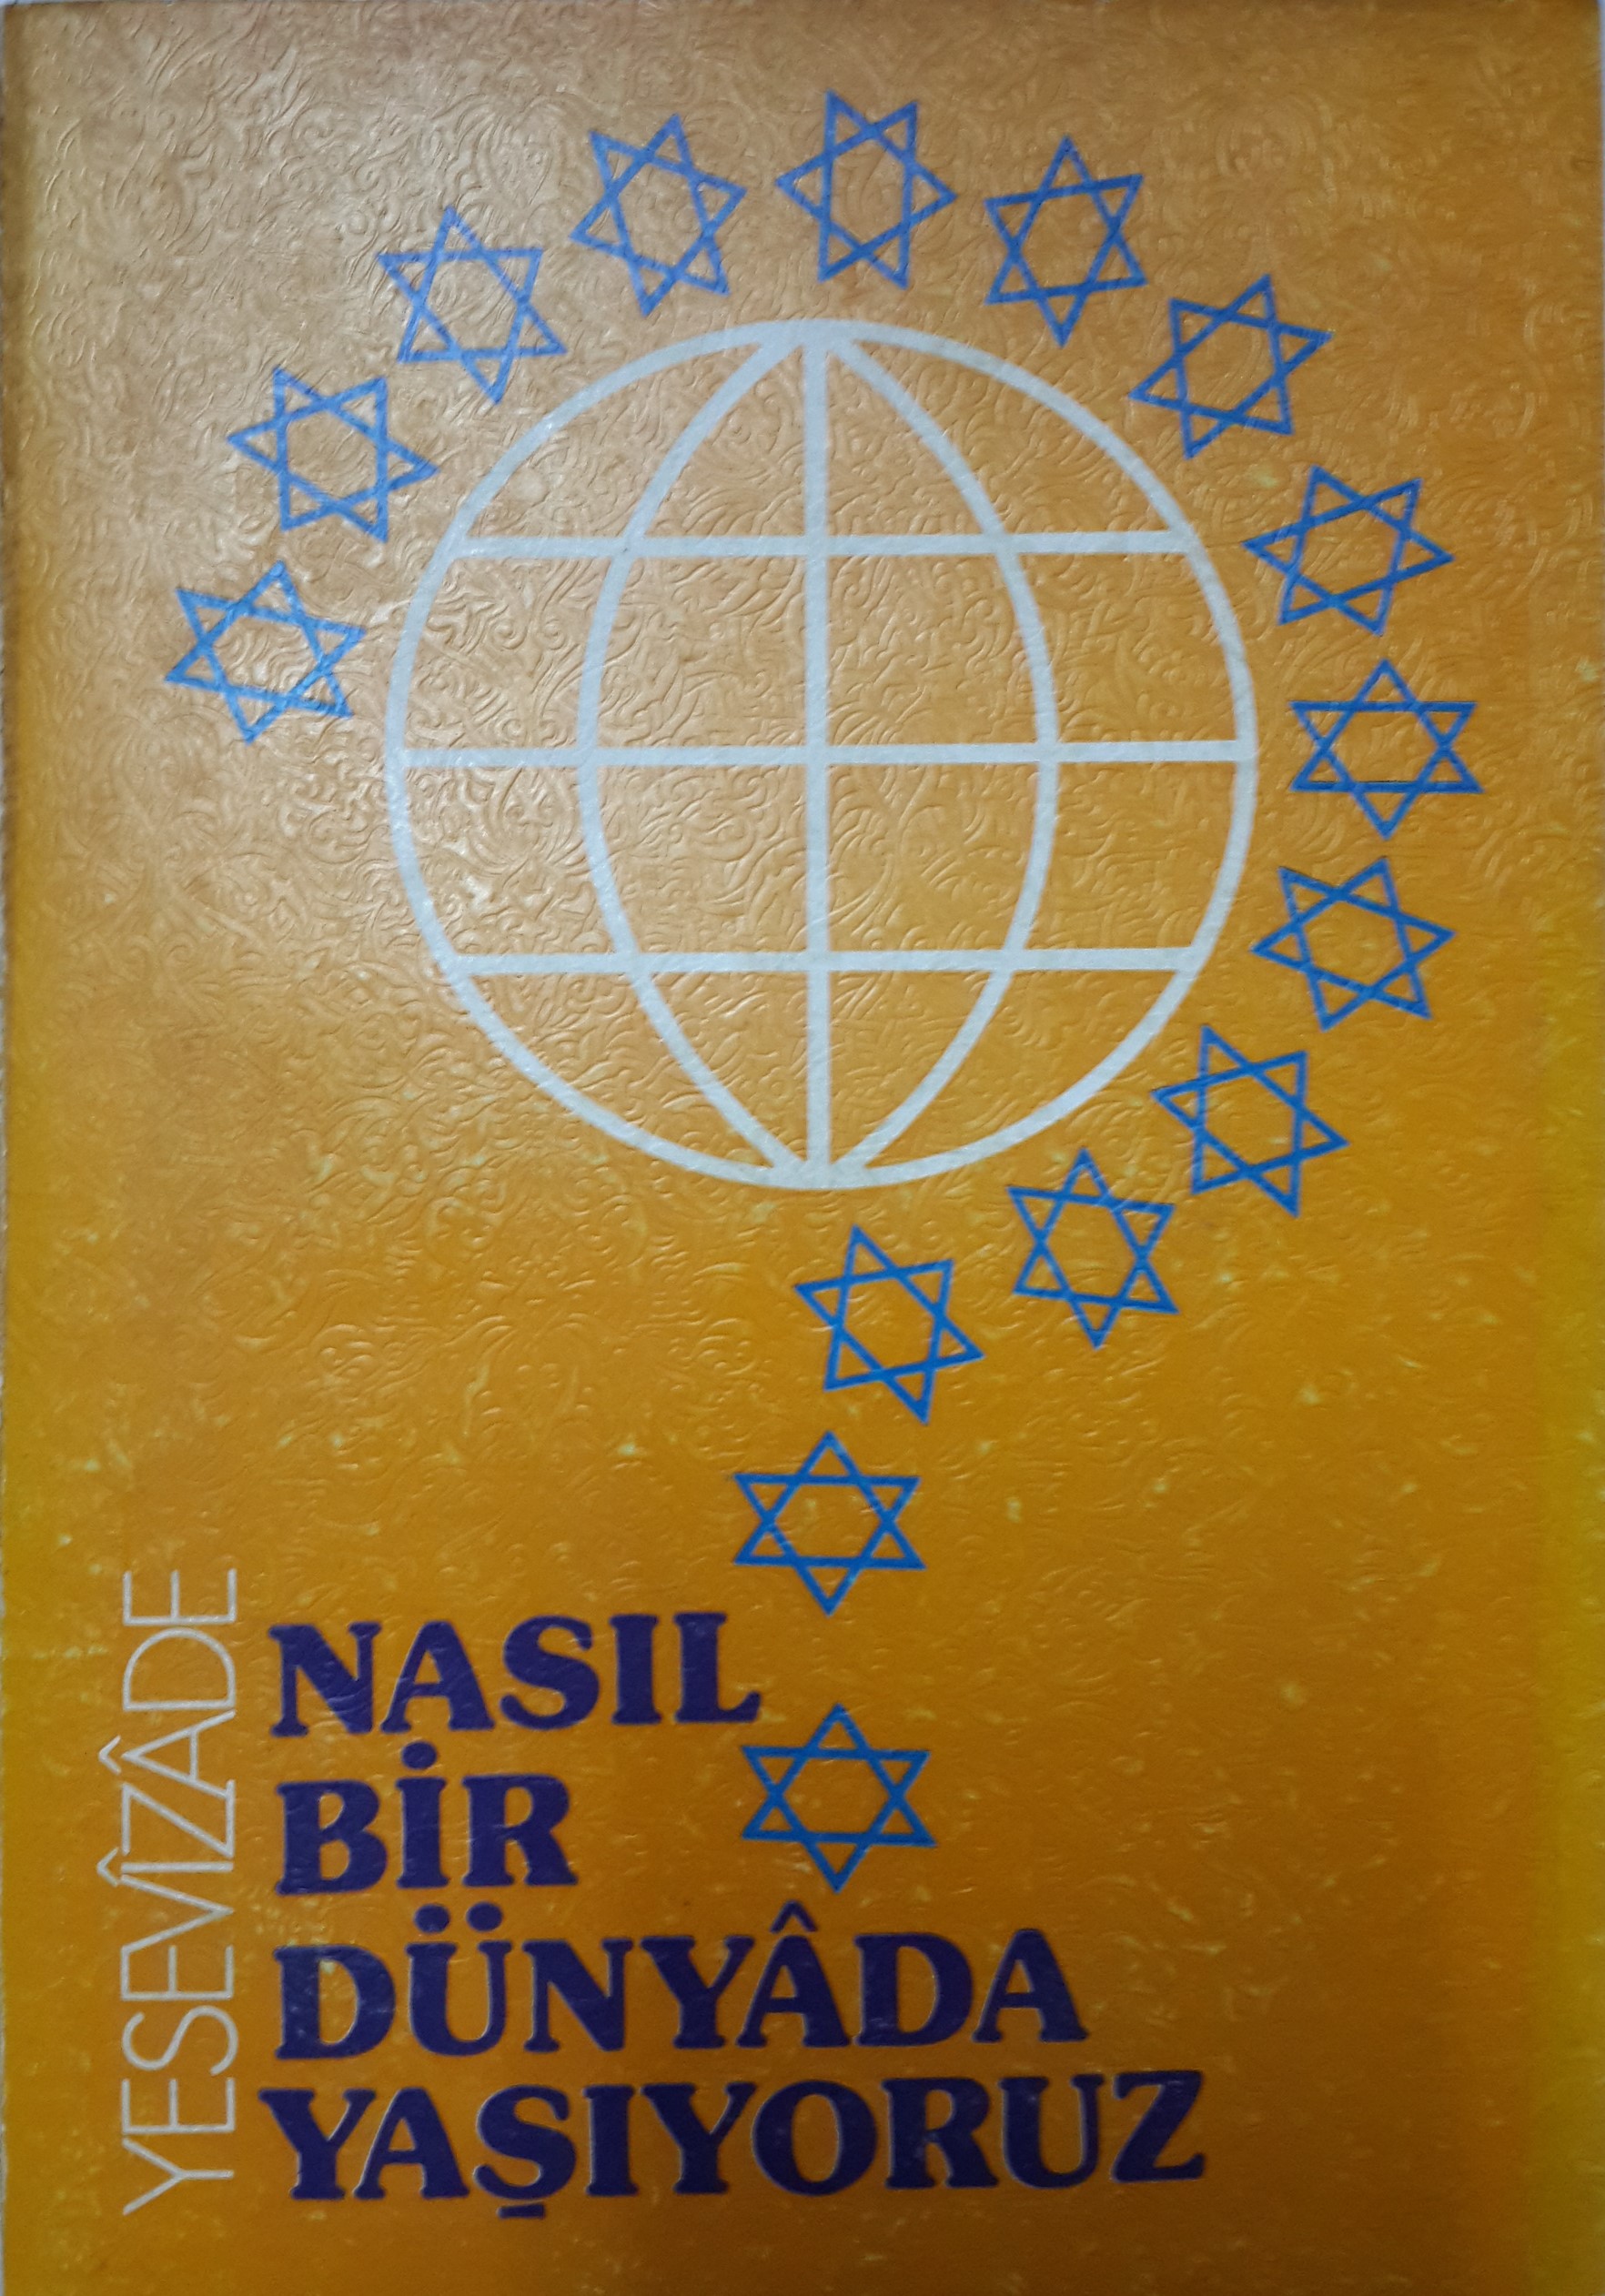 YESEVÎZÂDE
NASIL
BİR
DÜNYÂDA
YAŞIYORUZ